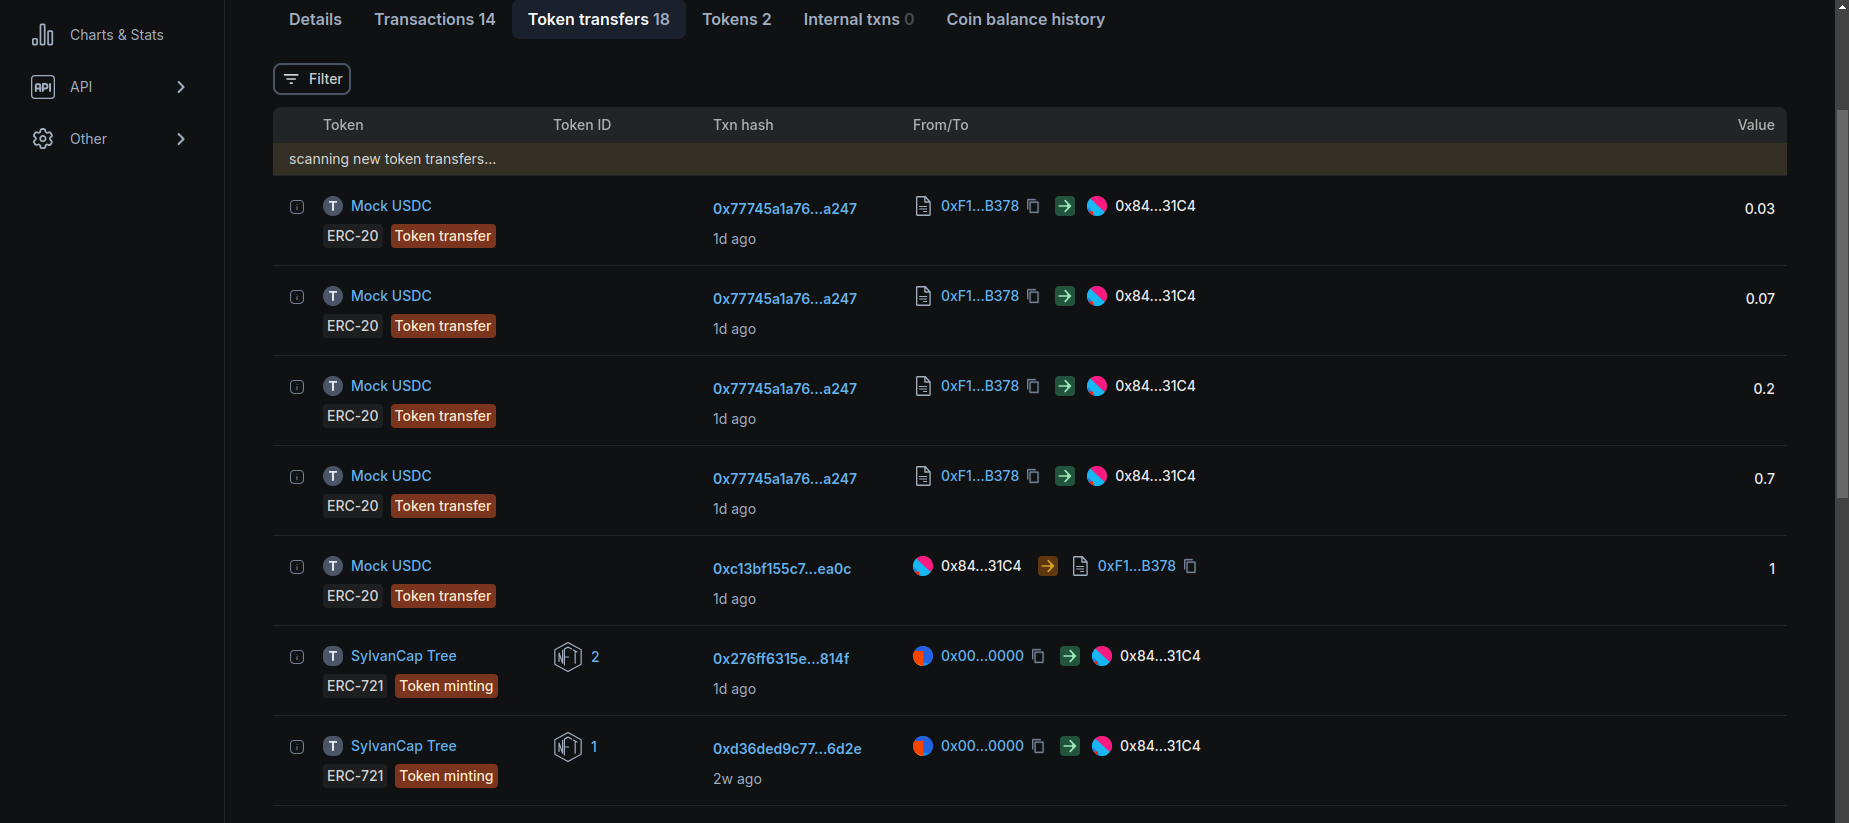 Charts & Stats
API API
Other
Details Transactions 14 Token transfers 18 Tokens 2 Internal txns 0 Coin balance history
Filter
Token Token ID Txn hash From/To Value
scanning new token transfers...
i T Mock USDC 0x77745a1a76...a247 0xF1...B378 0x84...31C4 0.03
ERC-20 Token transfer 1d ago
i T Mock USDC 0x77745a1a76...a247 0xF1...B378 0x84...31C4 0.07
ERC-20 Token transfer 1d ago
i T Mock USDC 0x77745a1a76...a247 0xF1...B378 0x84...31C4 0.2
ERC-20 Token transfer 1d ago
i T Mock USDC 0x77745a1a76...a247 0xF1...B378 0x84...31C4 0.7
ERC-20 Token transfer 1d ago
i T Mock USDC 0xc13bf155c7...ea0c 0x84...31C4 0xF1...B378 1
ERC-20 Token transfer 1d ago
i T SylvanCap Tree NFT 2 0x276ff6315e...814f 0x00...0000 0x84...31C4
ERC-721 Token minting 1d ago
i T SylvanCap Tree NFT 1 0xd36ded9c77...6d2e 0x00...0000 0x84...31C4
ERC-721 Token minting 2w ago